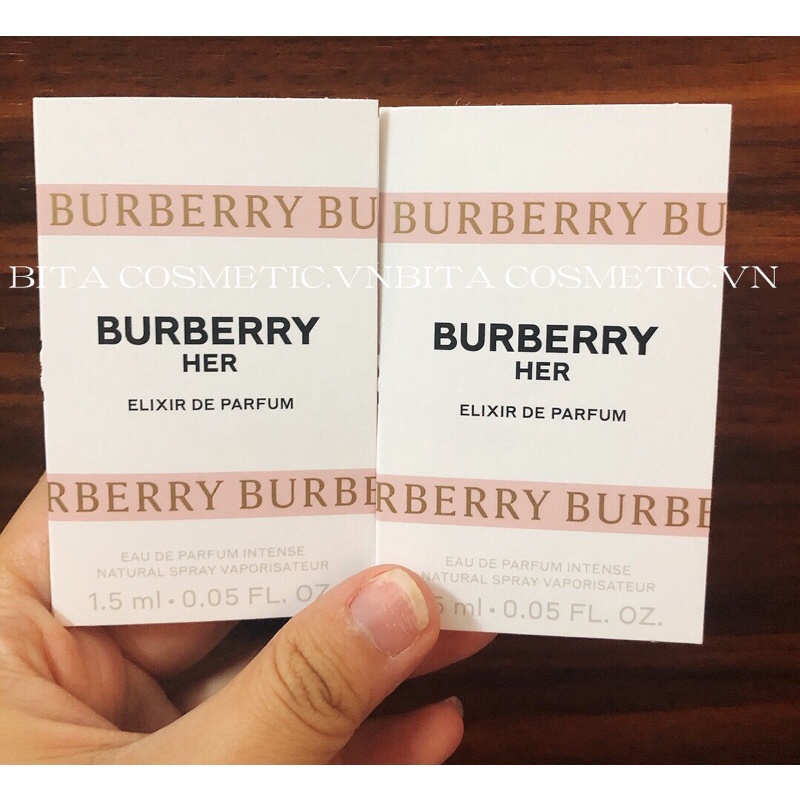 BURBERRY BU
BITA COSMETIC.VN
BURBERRY
HER
ELIXIR DE PARFUM
RBERRY BURBE
EAU DE PARFUM INTENSE
NATURAL SPRAY VAPORISATEUR
1.5 ml • 0.05 FL. OZ.
BURBERRY BU
BITA COSMETIC.VN
BURBERRY
HER
ELIXIR DE PARFUM
RBERRY BURBE
EAU DE PARFUM INTENSE
NATURAL SPRAY VAPORISATEUR
5 ml • 0.05 FL. OZ.